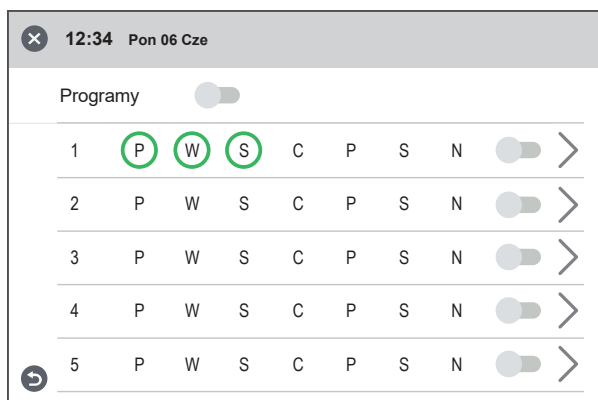 12:34 Pon 06 Cze
Programy
1 P W S C P S N
2 P W S C P S N
3 P W S C P S N
4 P W S C P S N
5 P W S C P S N